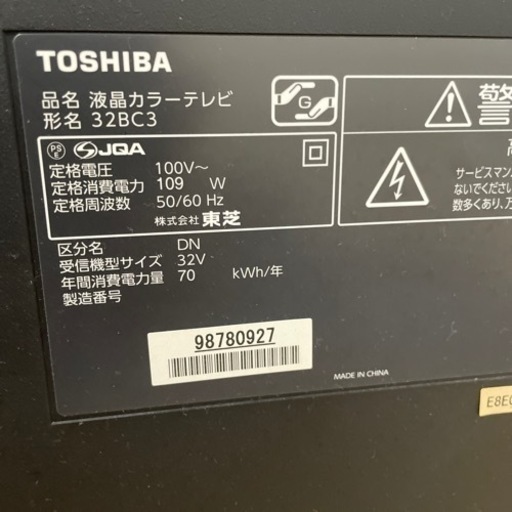 TOSHIBA
品名 液晶カラーテレビ
形名 32BC3
G
PS E JQA
定格電圧 100V~
定格消費電力 109 W
定格周波数 50/60 Hz
株式会社 東芝
区分名 DN
受信機型サイズ 32V
年間消費電力量 70 kWh/年
製造番号
98780927
MADE IN CHINA
サービスマン
ないでください
数多くあり、万
E8E